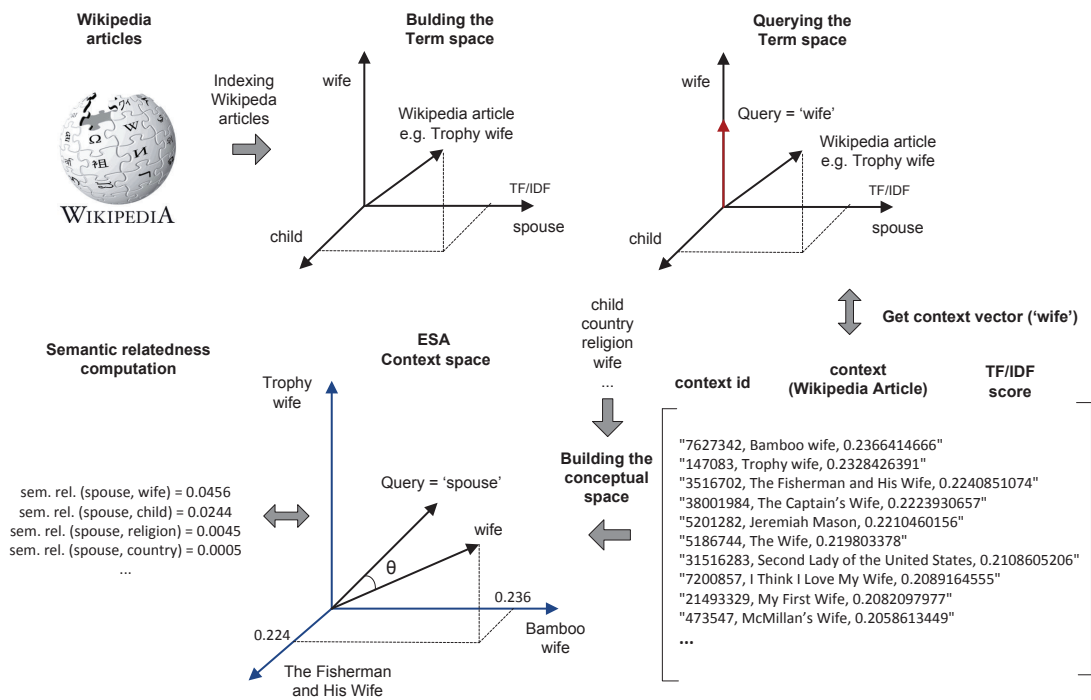 Wikipedia
articles
Bulding the
Term space
Querying the
Term space
Indexing
Wikipeda
articles
WIKIPEDIA
Ω
W
И
祖
wife
Wikipedia article
e.g. Trophy wife
TF/IDF
spouse
child
wife
Query = ‘wife’
Wikipedia article
e.g. Trophy wife
TF/IDF
spouse
child
Get context vector (‘wife’)
child
country
religion
wife
...
context id
context
(Wikipedia Article)
TF/IDF
score
"7627342, Bamboo wife, 0.2366414666"
"147083, Trophy wife, 0.2328426391"
"3516702, The Fisherman and His Wife, 0.2240851074"
"38001984, The Captain's Wife, 0.2223930657"
"5201282, Jeremiah Mason, 0.2210460156"
"5186744, The Wife, 0.219803378"
"31516283, Second Lady of the United States, 0.2108605206"
"7200857, I Think I Love My Wife, 0.2089164555"
"21493329, My First Wife, 0.2082097977"
"473547, McMillan's Wife, 0.2058613449"
...
Building the
conceptual
space
ESA
Context space
Trophy
wife
Query = ‘spouse’
wife
θ
0.236
0.224
Bamboo
wife
The Fisherman
and His Wife
Semantic relatedness
computation
sem. rel. (spouse, wife) = 0.0456
sem. rel. (spouse, child) = 0.0244
sem. rel. (spouse, religion) = 0.0045
sem. rel. (spouse, country) = 0.0005
...